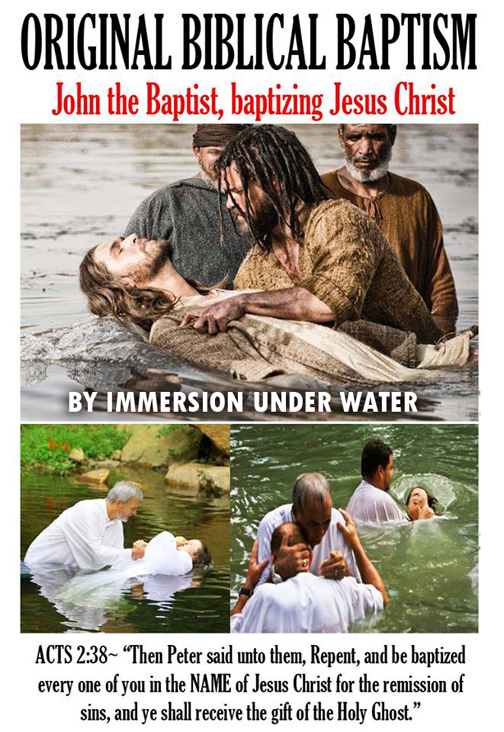 ORIGINAL BIBLICAL BAPTISM
John the Baptist, baptizing Jesus Christ
BY IMMERSION UNDER WATER
ACTS 2:38~ “Then Peter said unto them, Repent, and be baptized
every one of you in the NAME of Jesus Christ for the remission of
sins, and ye shall receive the gift of the Holy Ghost.”